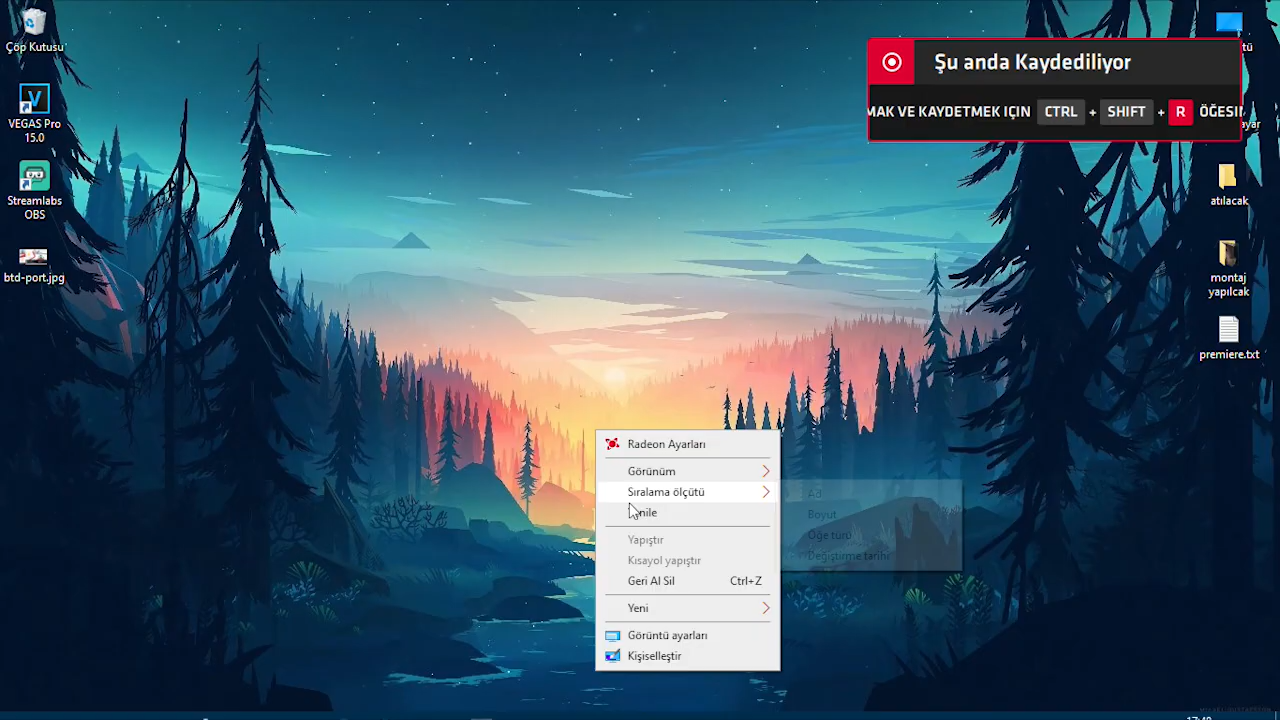 Çöp Kutusu
VEGAS Pro
15.0
Streamlabs
OBS
btd-port.jpg
Şu anda Kaydediliyor
MAK VE KAYDETMEK IÇIN CTRL + SHIFT + R ÖĞESI
atılacak
montaj
yapılcak
premiere.txt
Radeon Ayarları
Görünüm
Sıralama ölçütü
nile
Yapıştır
Kısayol yapıştır
Geri Al Sil Ctrl+Z
Yeni
Görüntü ayarları
Kişiselleştir
Ad
Boyut
Öğe türü
Değiştirme tarihi